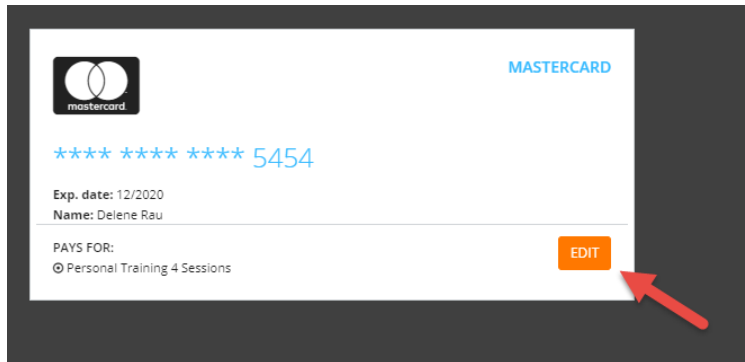 MASTERCARD
mastercard.
**** **** **** 5454
Exp. date: 12/2020
Name: Delene Rau
PAYS FOR:
Personal Training 4 Sessions
EDIT